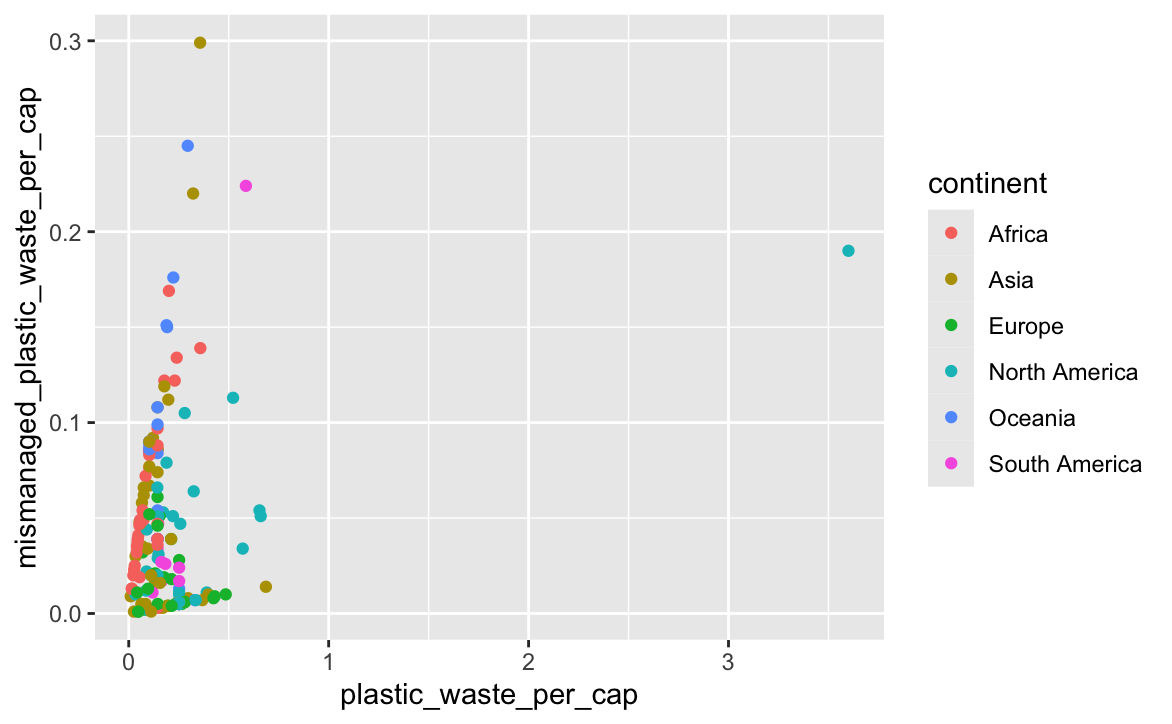 mismanaged_plastic_waste_per_cap
0.3
0.2
0.1
0.0
0 1 2 3
plastic_waste_per_cap
continent
Africa
Asia
Europe
North America
Oceania
South America